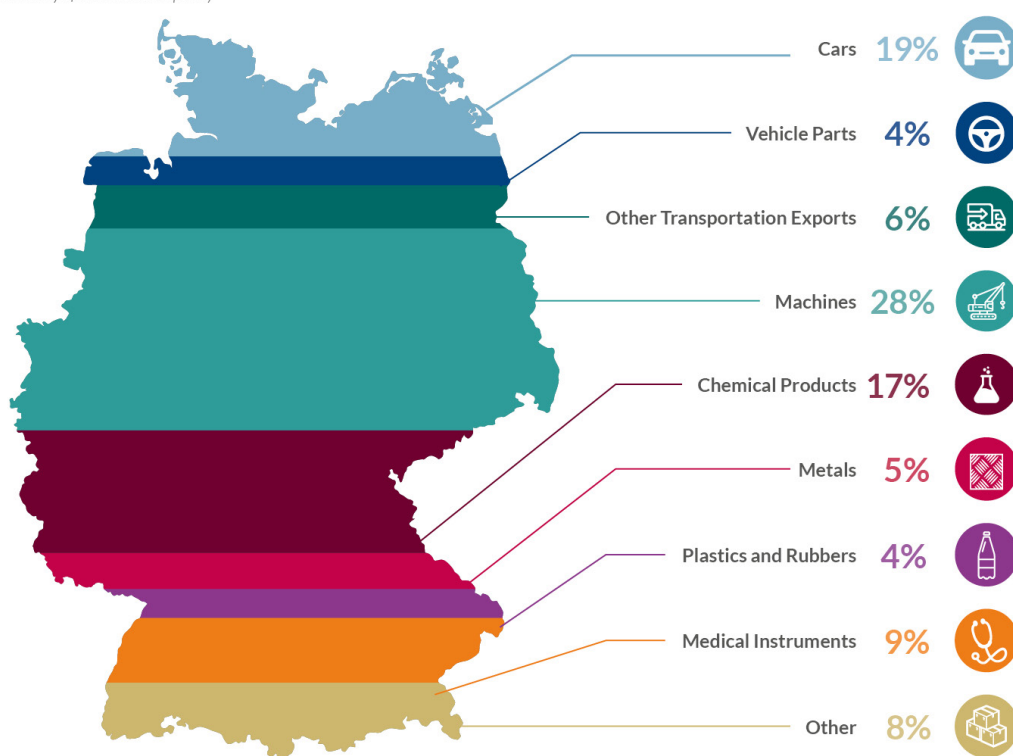 Cars 19%
Vehicle Parts 4%
Other Transportation Exports 6%
Machines 28%
Chemical Products 17%
Metals 5%
Plastics and Rubbers 4%
Medical Instruments 9%
Other 8%